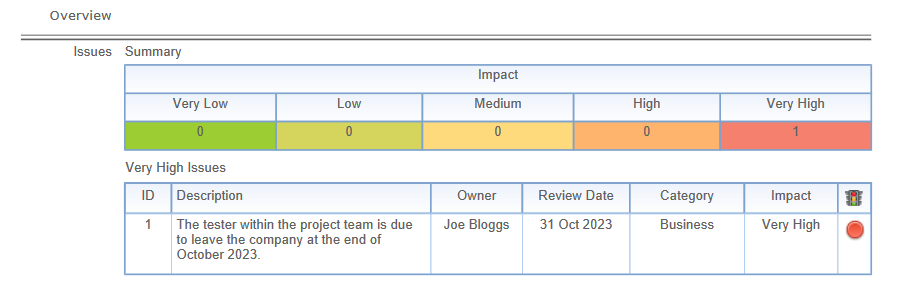 Overview
Issues Summary
Impact
Very Low Low Medium High Very High
0 0 0 0 1
Very High Issues
ID Description Owner Review Date Category Impact
1 The tester within the project team is due Joe Bloggs 31 Oct 2023 Business Very High
to leave the company at the end of
October 2023.